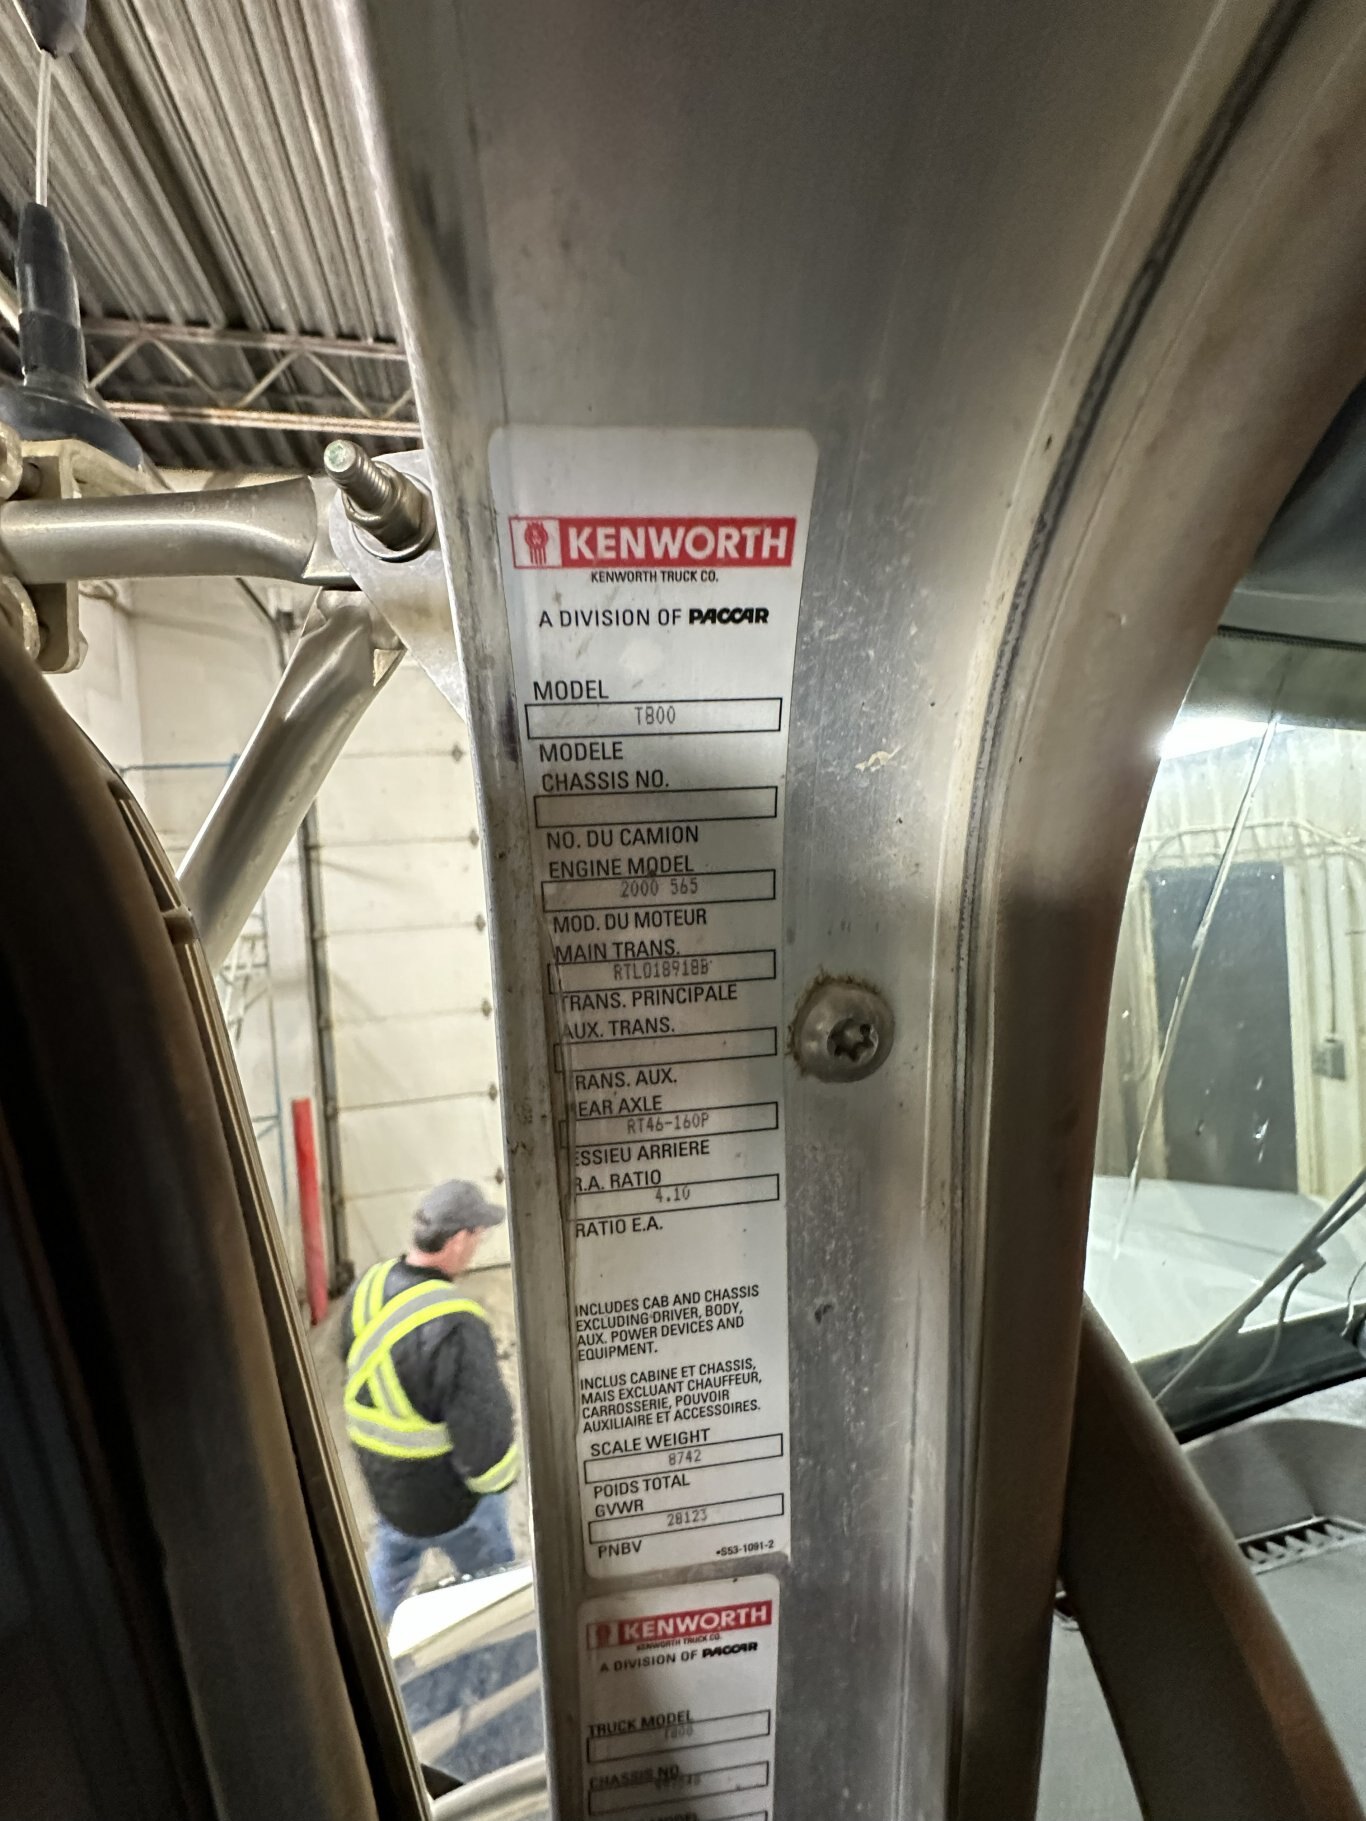 KENWORTH
KENWORTH TRUCK CO.
A DIVISION OF PACCAR
MODEL
T800
MODELE
CHASSIS NO.
NO. DU CAMION
ENGINE MODEL
2000 565
MOD. DU MOTEUR
MAIN TRANS.
RTLO18918B
TRANS. PRINCIPALE
AUX. TRANS.
RANS. AUX.
EAR AXLE
RT46-160P
ESSIEU ARRIERE
R.A. RATIO
4.10
RATIO E.A.
INCLUDES CAB AND CHASSIS
EXCLUDING DRIVER, BODY,
AUX. POWER DEVICES AND
EQUIPMENT.
INCLUS CABINE ET CHASSIS,
MAIS EXCLUANT CHAUFFEUR,
CARROSSERIE, POUVOIR
AUXILIAIRE ET ACCESSOIRES.
SCALE WEIGHT
8742
POIDS TOTAL
GVWR
28123
PNBV
•S53-1091-2
KENWORTH
KENWORTH TRUCK CO.
A DIVISION OF PACCAR
TRUCK MODEL
T800
CHASSIS NO.